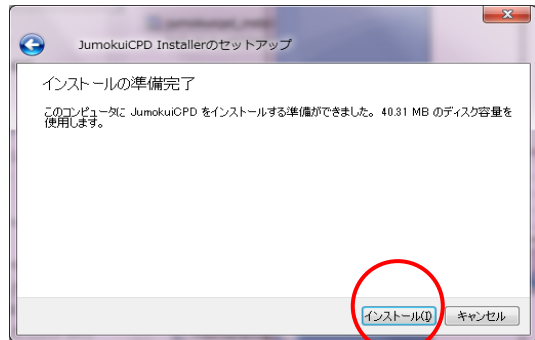 JumokuiCPD Installerのセットアップ
インストールの準備完了
このコンピュータに JumokuiCPD をインストールする準備ができました。 40.31 MB のディスク容量を
使用します。
インストール(I)
キャンセル